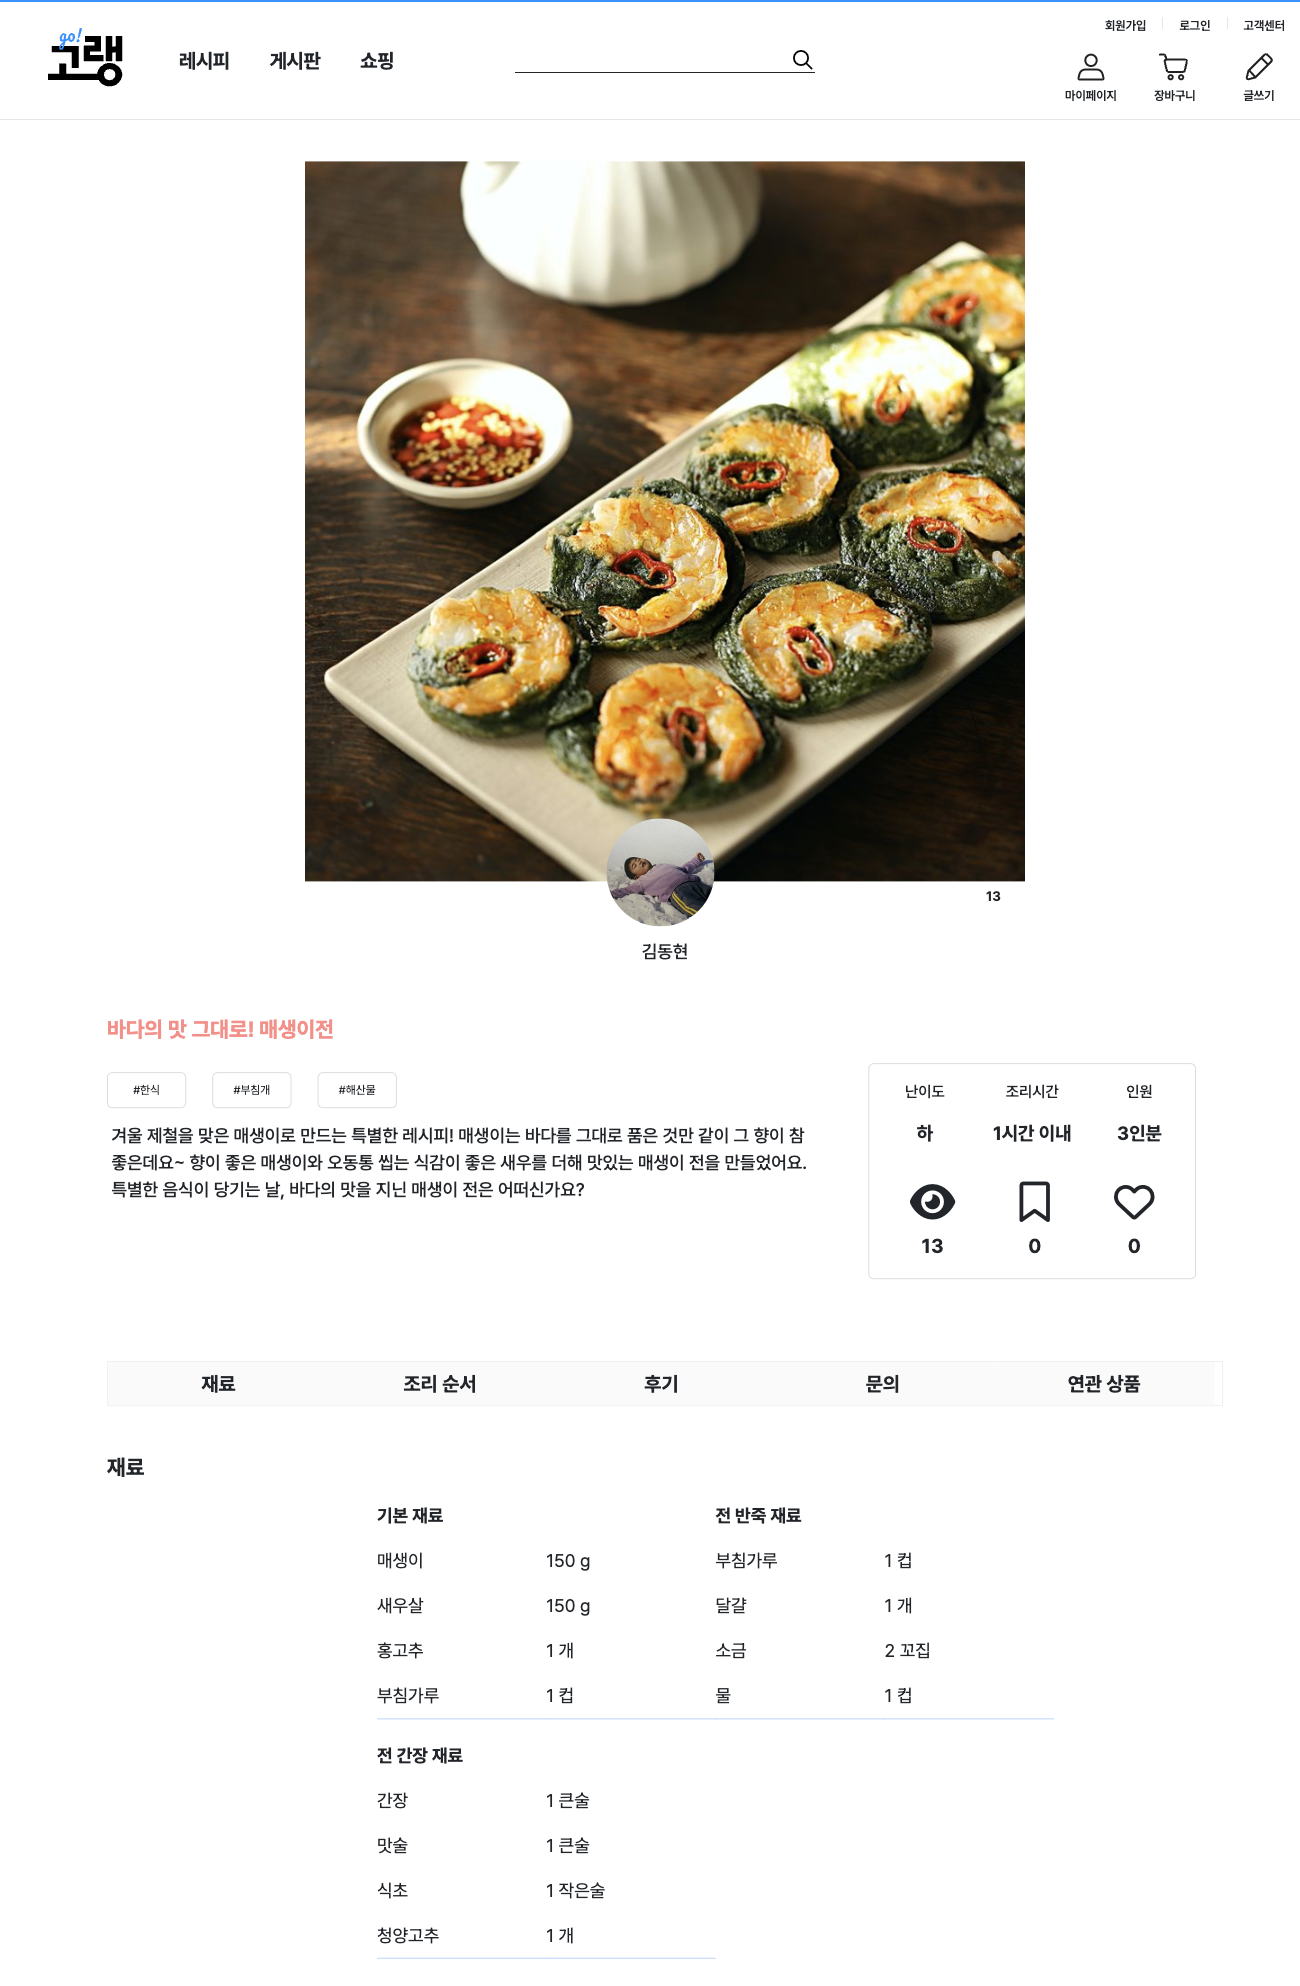 go!
고랭
레시피 게시판 쇼핑
회원가입 로그인 고객센터
마이페이지 장바구니 글쓰기
13
김동현
바다의 맛 그대로! 매생이전
#한식 #부침개 #해산물
겨울 제철을 맞은 매생이로 만드는 특별한 레시피! 매생이는 바다를 그대로 품은 것만 같이 그 향이 참
좋은데요~ 향이 좋은 매생이와 오동통 씹는 식감이 좋은 새우를 더해 맛있는 매생이 전을 만들었어요.
특별한 음식이 당기는 날, 바다의 맛을 지닌 매생이 전은 어떠신가요?
난이도 조리시간 인원
하 1시간 이내 3인분
13 0 0
재료 조리 순서 후기 문의 연관 상품
재료
기본 재료 전 반죽 재료
매생이 150 g 부침가루 1 컵
새우살 150 g 달걀 1 개
홍고추 1 개 소금 2 꼬집
부침가루 1 컵 물 1 컵
전 간장 재료
간장 1 큰술
맛술 1 큰술
식초 1 작은술
청양고추 1 개